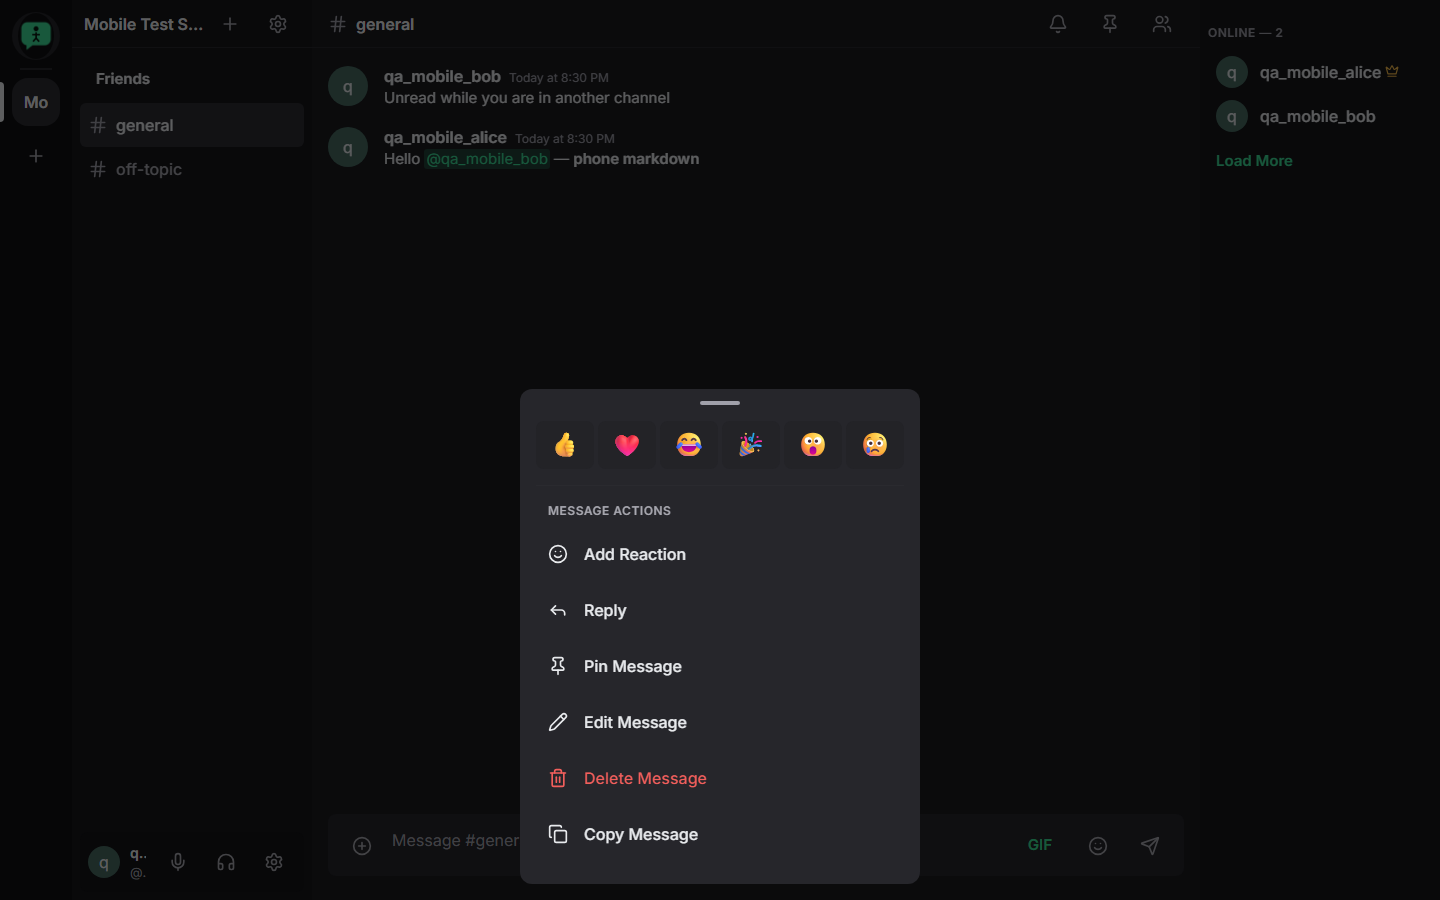 Mobile Test S...
Mo
Friends
general
off-topic
q..
@.
# general
qa_mobile_bob Today at 8:30 PM
Unread while you are in another channel
qa_mobile_alice Today at 8:30 PM
Hello @qa_mobile_bob — phone markdown
MESSAGE ACTIONS
Add Reaction
Reply
Pin Message
Edit Message
Delete Message
Copy Message
Message #gener
GIF
ONLINE — 2
q qa_mobile_alice
q qa_mobile_bob
Load More